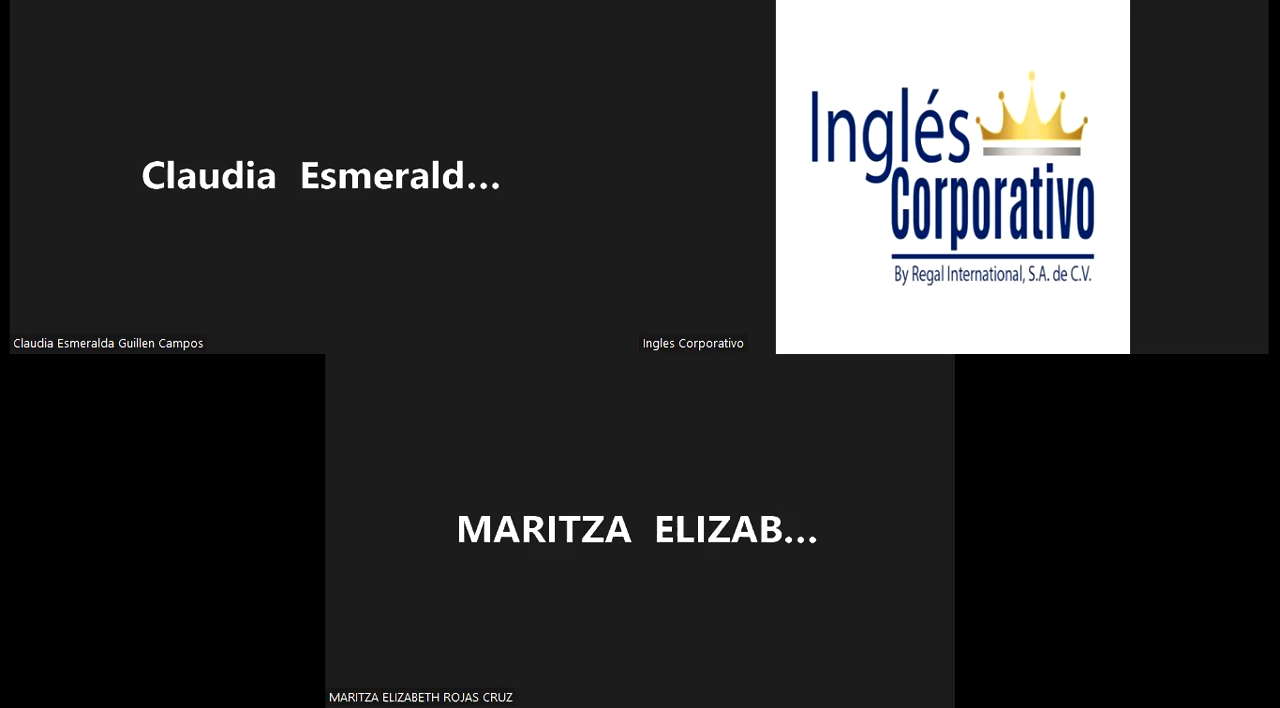 Claudia Esmerald...
Claudia Esmeralda Guillen Campos
Inglés
Corporativo
By Regal International, S.A. de C.V.
Ingles Corporativo
MARITZA ELIZAB...
MARITZA ELIZABETH ROJAS CRUZ